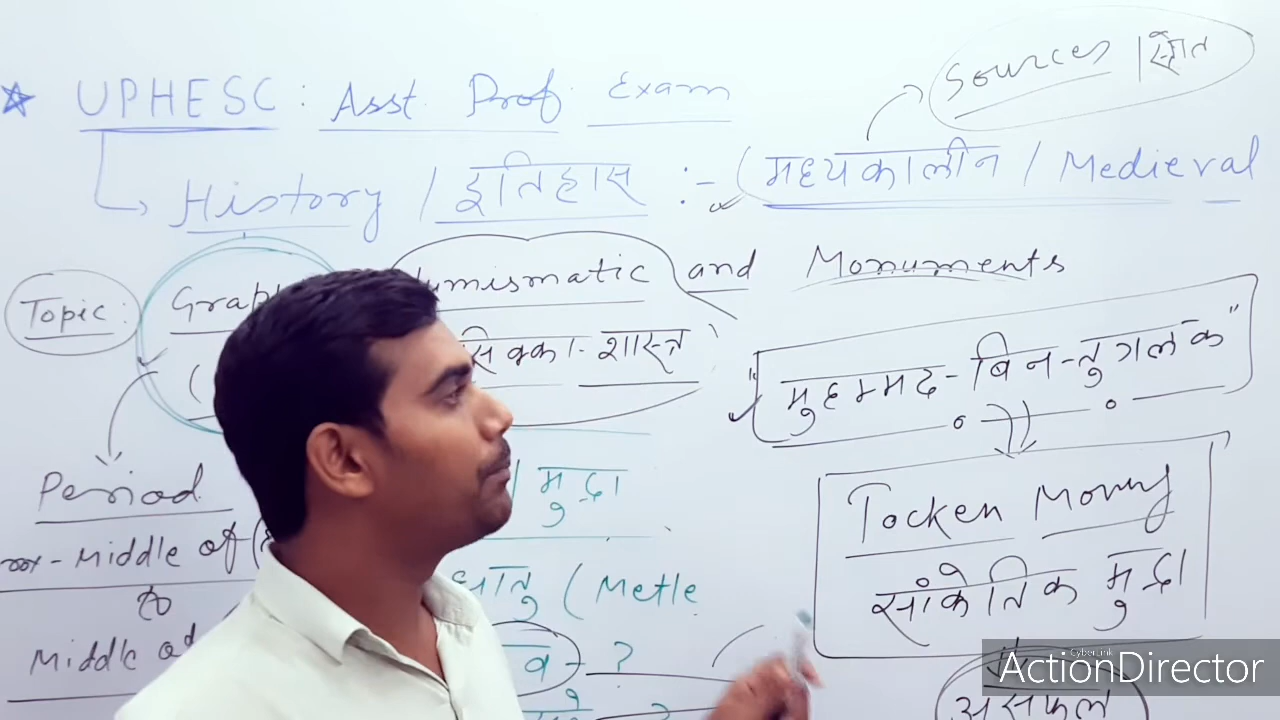 UPHESC: Asst. Prof. Exam
Sources | स्रोत
History / इतिहास :- ( मध्यकालीन / Medieval
Topic:
and Monuments
सिक्का-शास्त्र )
"मुहम्मद-बिन-तुगलक"
Period
मुद्रा
Tocken Money
Middle of
धातु ( Metle
सांकेतिक मुद्रा
to
Middle of
?
असफल
CyberLink
ActionDirector